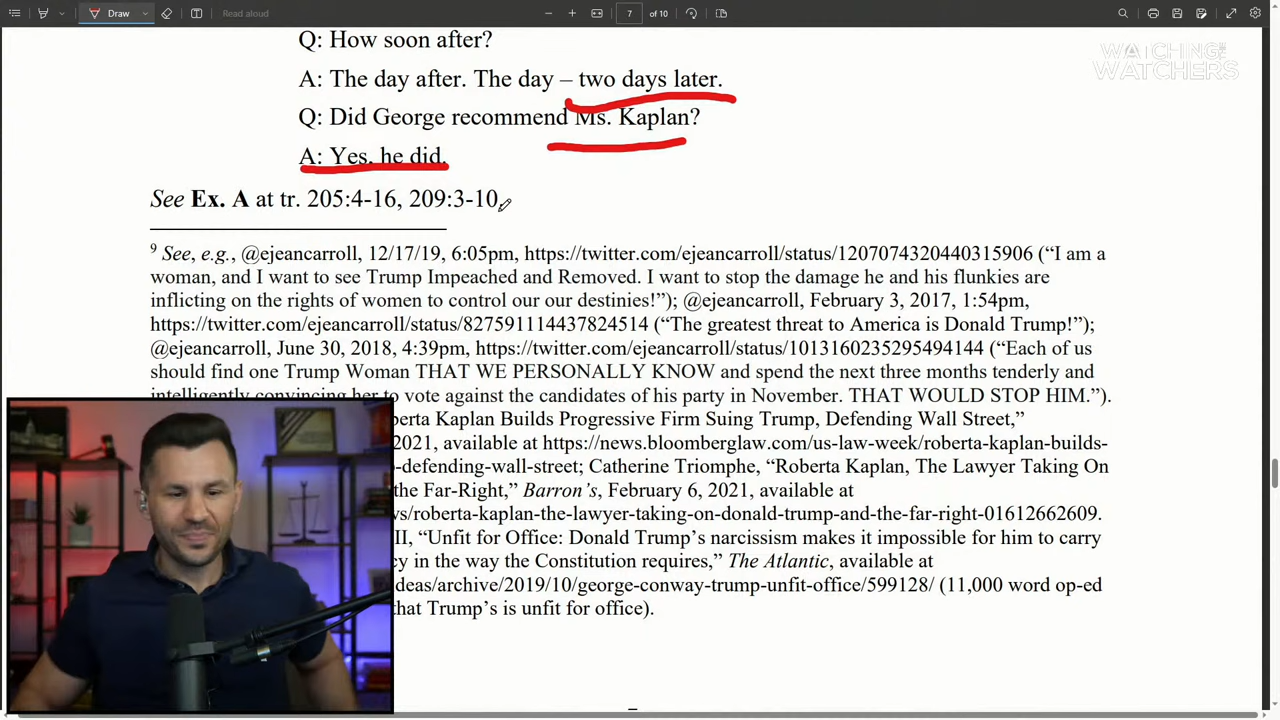 Draw
Read aloud
7 of 10
WATCHING THE WATCHERS
Q: How soon after?
A: The day after. The day – two days later.
Q: Did George recommend Ms. Kaplan?
A: Yes, he did.
See Ex. A at tr. 205:4-16, 209:3-10.
9 See, e.g., @ejeancarroll, 12/17/19, 6:05pm, https://twitter.com/ejeancarroll/status/1207074320440315906 (“I am a
woman, and I want to see Trump Impeached and Removed. I want to stop the damage he and his flunkies are
inflicting on the rights of women to control our our destinies!”); @ejeancarroll, February 3, 2017, 1:54pm,
https://twitter.com/ejeancarroll/status/827591114437824514 (“The greatest threat to America is Donald Trump!”);
@ejeancarroll, June 30, 2018, 4:39pm, https://twitter.com/ejeancarroll/status/1013160235295494144 (“Each of us
should find one Trump Woman THAT WE PERSONALLY KNOW and spend the next three months tenderly and
intelligently convincing her to vote against the candidates of his party in November. THAT WOULD STOP HIM.”).
berta Kaplan Builds Progressive Firm Suing Trump, Defending Wall Street,”
2021, available at https://news.bloomberglaw.com/us-law-week/roberta-kaplan-builds-
-defending-wall-street; Catherine Triomphe, “Roberta Kaplan, The Lawyer Taking On
the Far-Right,” Barron’s, February 6, 2021, available at
vs/roberta-kaplan-the-lawyer-taking-on-donald-trump-and-the-far-right-01612662609.
II, “Unfit for Office: Donald Trump’s narcissism makes it impossible for him to carry
cy in the way the Constitution requires,” The Atlantic, available at
deas/archive/2019/10/george-conway-trump-unfit-office/599128/ (11,000 word op-ed
that Trump’s is unfit for office).